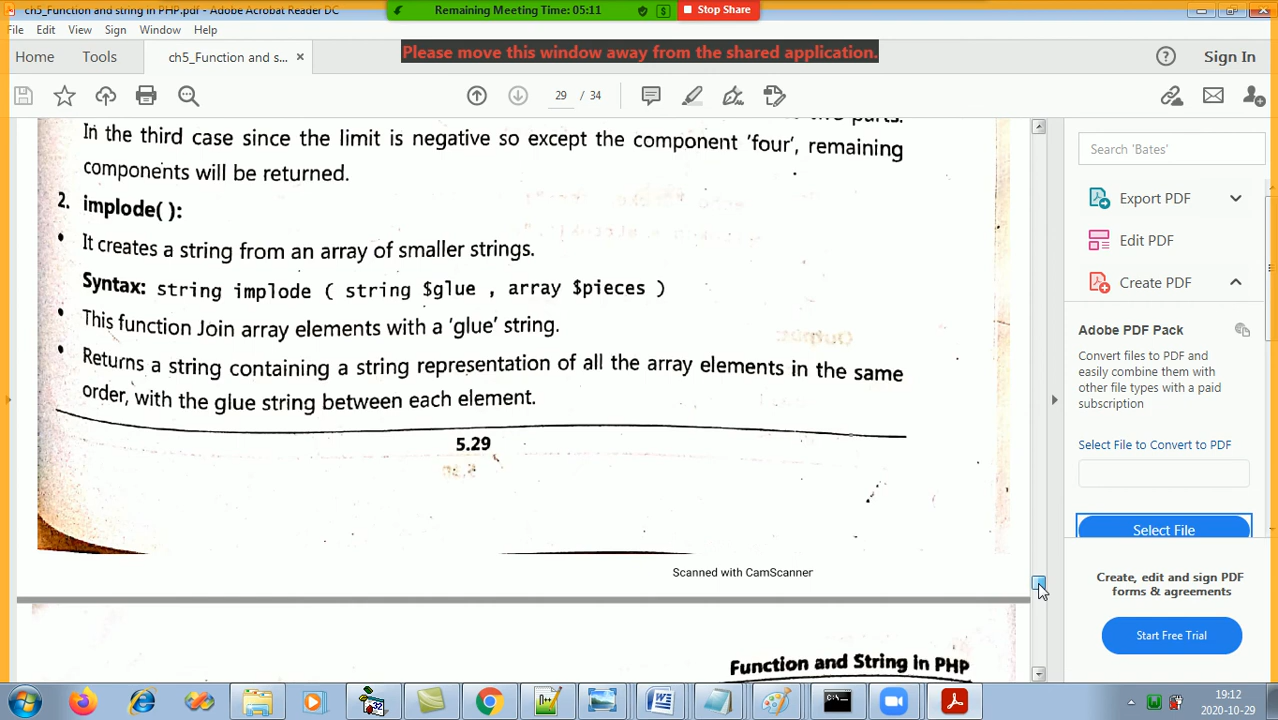 ch5_Function and string in PHP.pdf - Adobe Acrobat Reader DC
Remaining Meeting Time: 05:11
Stop Share
File Edit View Sign Window Help
Please move this window away from the shared application.
Home Tools ch5_Function and s... × Sign In
29 / 34
parts.
In the third case since the limit is negative so except the component 'four', remaining
components will be returned.
2. implode( ):
• It creates a string from an array of smaller strings.
Syntax: string implode ( string $glue , array $pieces )
• This function Join array elements with a 'glue' string.
• Returns a string containing a string representation of all the array elements in the same
order, with the glue string between each element.
5.29
Scanned with CamScanner
Function and String in PHP
Search 'Bates'
Export PDF
Edit PDF
Create PDF
Adobe PDF Pack
Convert files to PDF and
easily combine them with
other file types with a paid
subscription
Select File to Convert to PDF
Select File
Create, edit and sign PDF
forms & agreements
Start Free Trial
19:12
2020-10-29